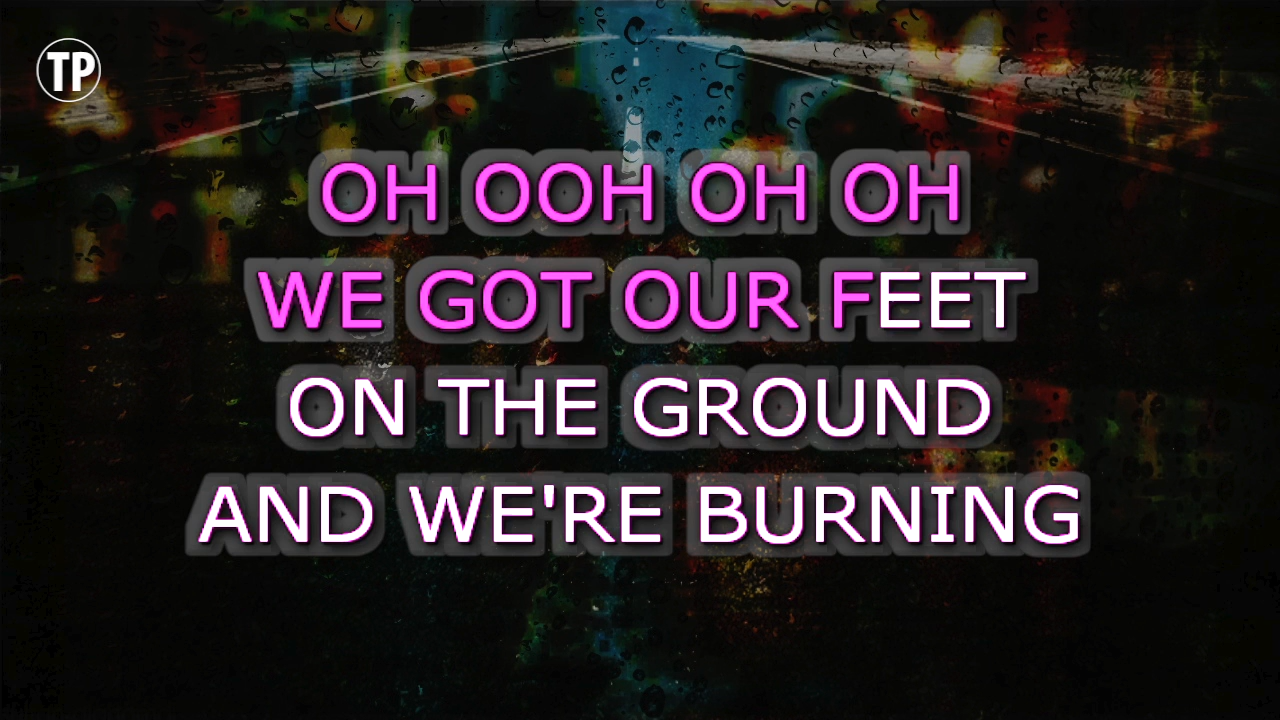 TP
OH OOH OH OH
WE GOT OUR FEET
ON THE GROUND
AND WE'RE BURNING